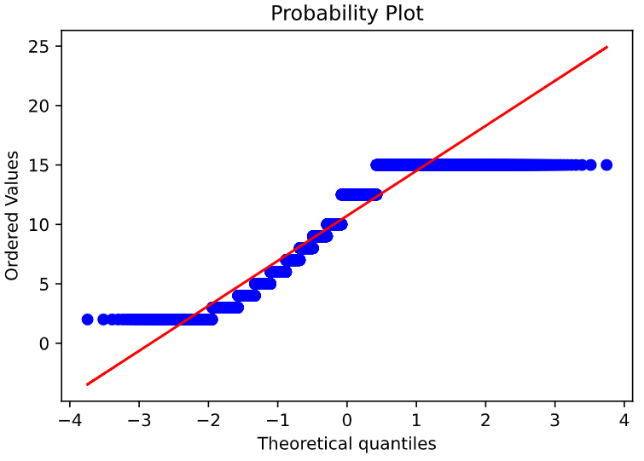 Probability Plot
25
20
15
10
5
0
Ordered Values
−4 −3 −2 −1 0 1 2 3 4
Theoretical quantiles